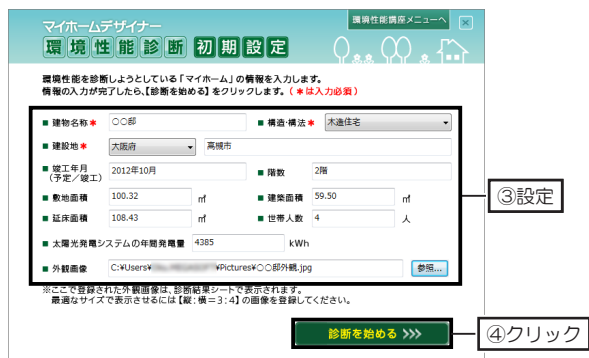 マイホームデザイナー
環境性能診断 初期設定
環境性能講座メニューへ
環境性能を診断しようとしている「マイホーム」の情報を入力します。
情報の入力が完了したら、【診断を始める】をクリックします。(＊は入力必須)
■ 建物名称＊ 〇〇邸 ■ 構造・構法＊ 木造住宅
■ 建設地＊ 大阪府 高槻市
■ 竣工年月 2012年10月 ■ 階数 2階
(予定／竣工)
■ 敷地面積 100.32 ㎡ ■ 建築面積 59.50 ㎡
■ 延床面積 108.43 ㎡ ■ 世帯人数 4 人
■ 太陽光発電システムの年間発電量 4385 kWh
■ 外観画像 C:¥Users¥ ¥Pictures¥〇〇邸外観.jpg 参照...
※ここで登録された外観画像は、診断結果シートで表示されます。
最適なサイズで表示させるには【縦：横＝3：4】の画像を登録してください。
診断を始める >>>
③設定
④クリック